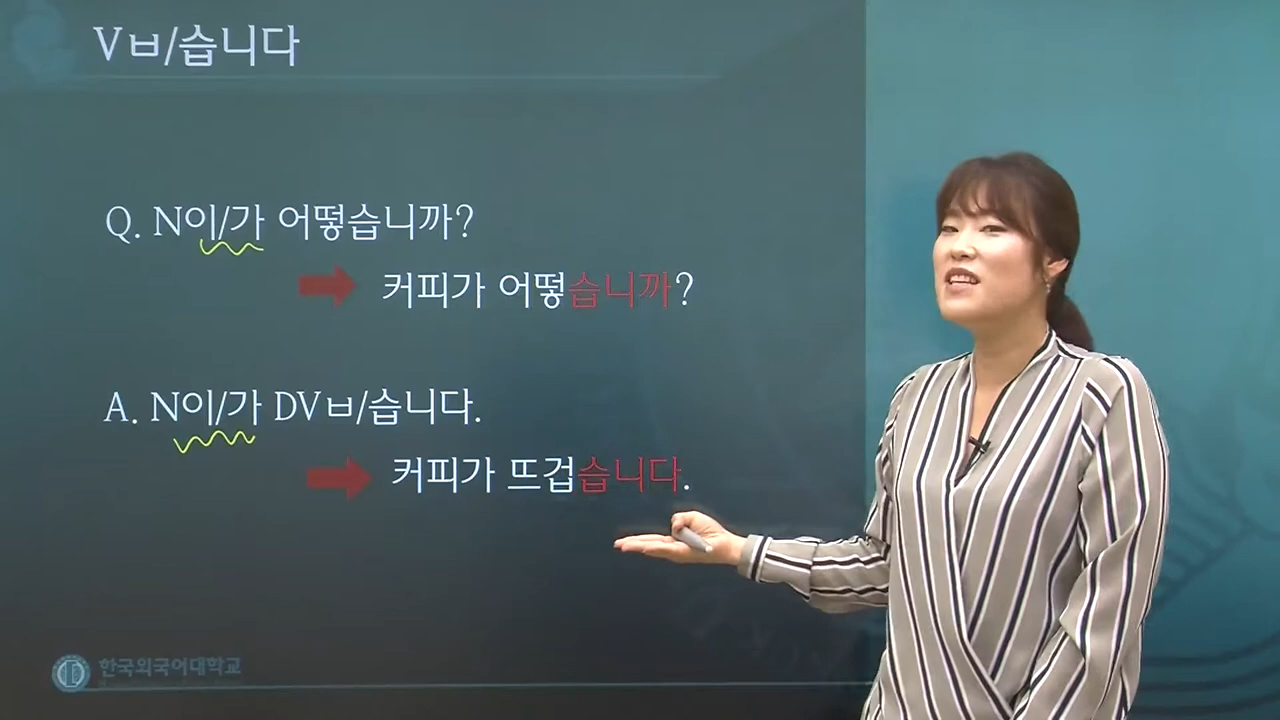 Vㅂ/습니다
Q. N이/가 어떻습니까?
커피가 어떻습니까?
A. N이/가 DVㅂ/습니다.
커피가 뜨겁습니다.
한국외국어대학교